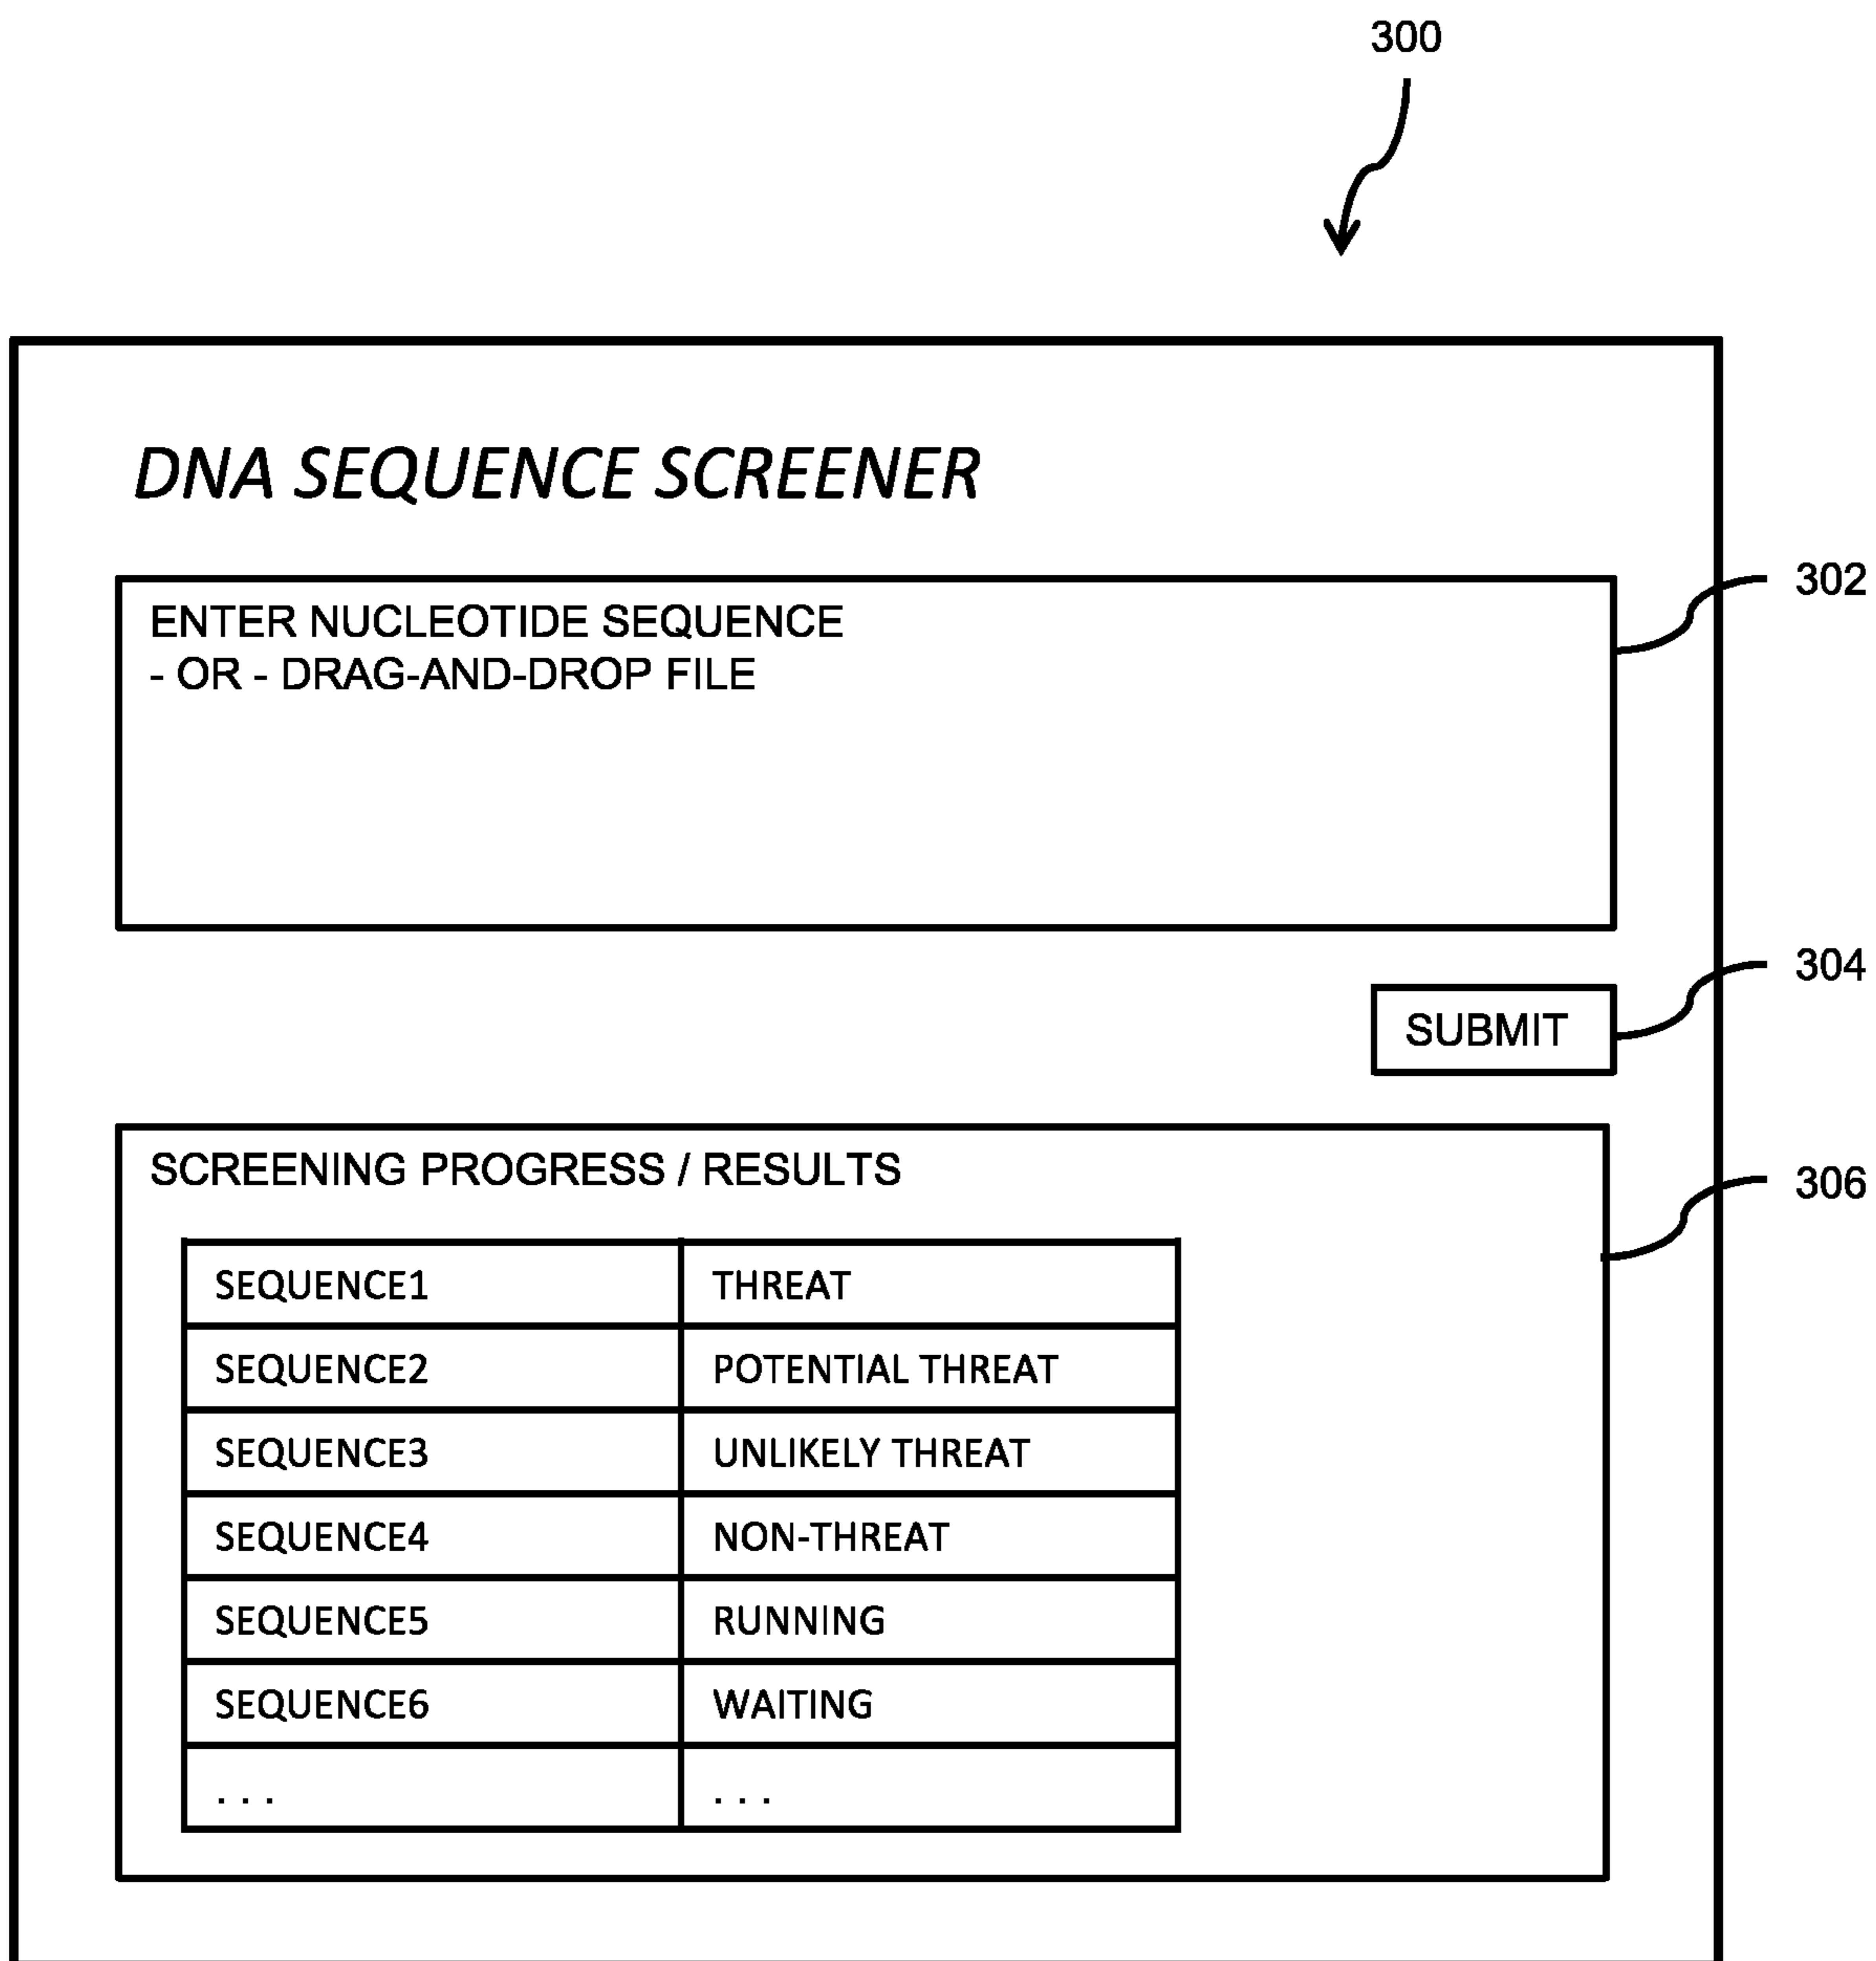 300
DNA SEQUENCE SCREENER
302
ENTER NUCLEOTIDE SEQUENCE
- OR - DRAG-AND-DROP FILE
304
SUBMIT
306
SCREENING PROGRESS / RESULTS
SEQUENCE1 THREAT
SEQUENCE2 POTENTIAL THREAT
SEQUENCE3 UNLIKELY THREAT
SEQUENCE4 NON-THREAT
SEQUENCE5 RUNNING
SEQUENCE6 WAITING
. . . . . .